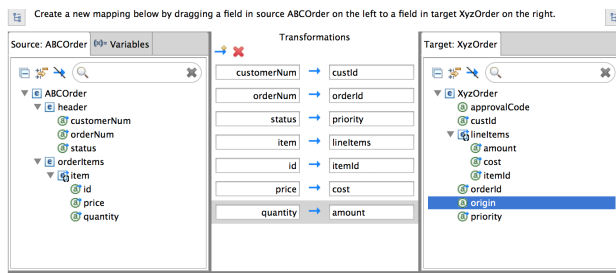 Create a new mapping below by dragging a field in source ABCOrder on the left to a field in target XyzOrder on the right.
Source: ABCOrder
(x)= Variables
ABCOrder
header
customerNum
orderNum
status
orderItems
item
id
price
quantity
Transformations
customerNum custId
orderNum orderId
status priority
item lineItems
id itemId
price cost
quantity amount
Target: XyzOrder
XyzOrder
approvalCode
custId
lineItems
amount
cost
itemId
orderId
origin
priority